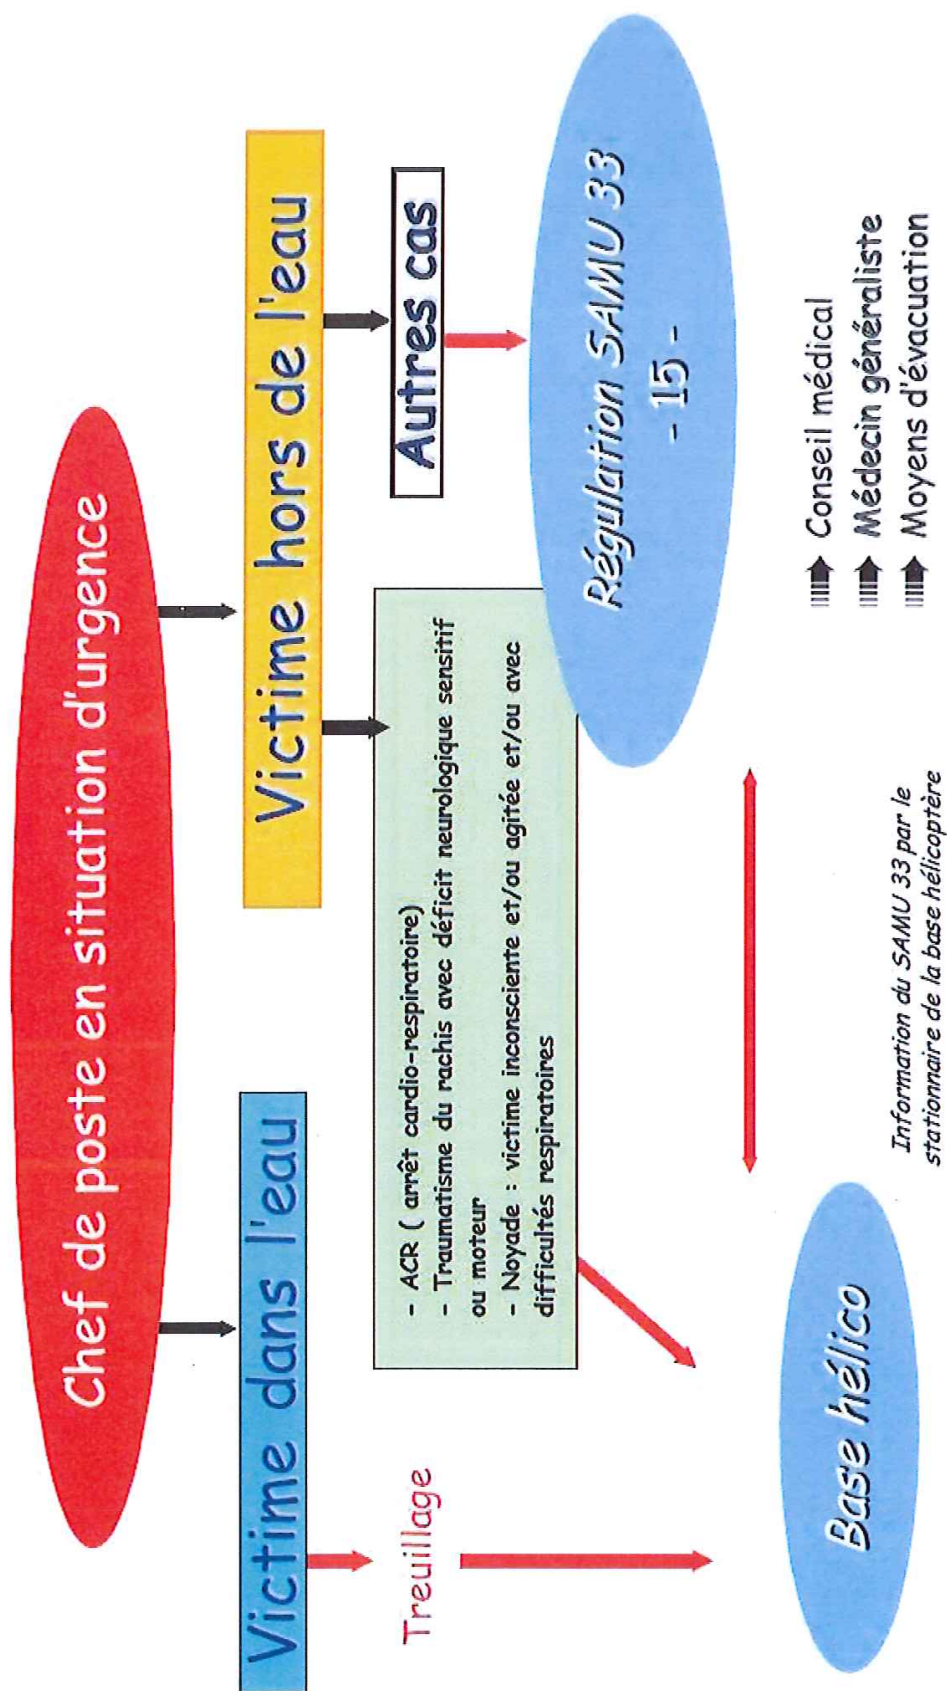 Chef de poste en situation d'urgence
Victime dans l'eau
Victime hors de l'eau
Treuillage
- ACR ( arrêt cardio-respiratoire)
- Traumatisme du rachis avec déficit neurologique sensitif
ou moteur
- Noyade : victime inconsciente et/ou agitée et/ou avec
difficultés respiratoires
Autres cas
Base hélico
Régulation SAMU 33
- 15 -
Information du SAMU 33 par le
stationnaire de la base hélicoptère
Conseil médical
Médecin généraliste
Moyens d'évacuation